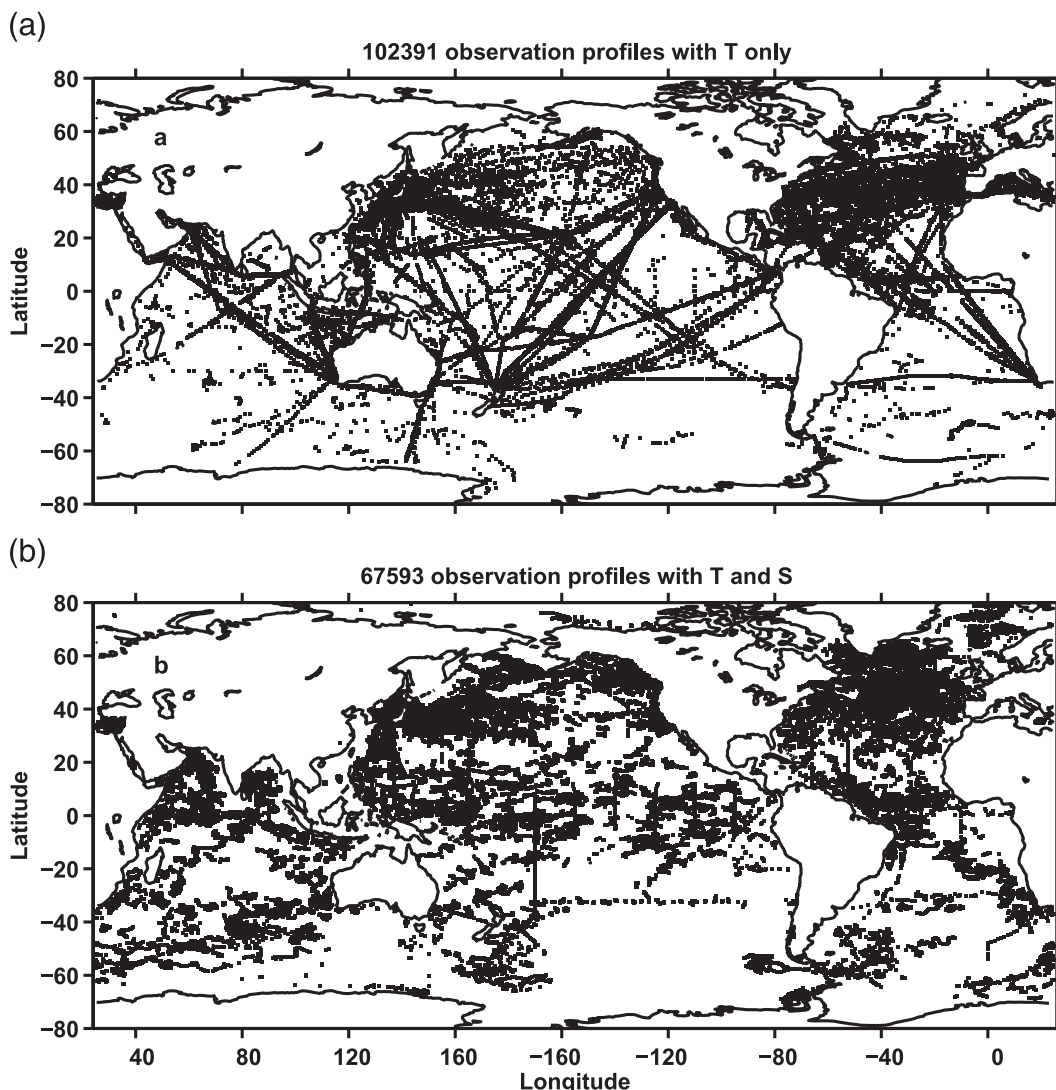 (a)
102391 observation profiles with T only
80
60
40
20
0
−20
−40
−60
−80
Latitude
a
(b)
67593 observation profiles with T and S
80
60
40
20
0
−20
−40
−60
−80
Latitude
b
40 80 120 160 −160 −120 −80 −40 0
Longitude